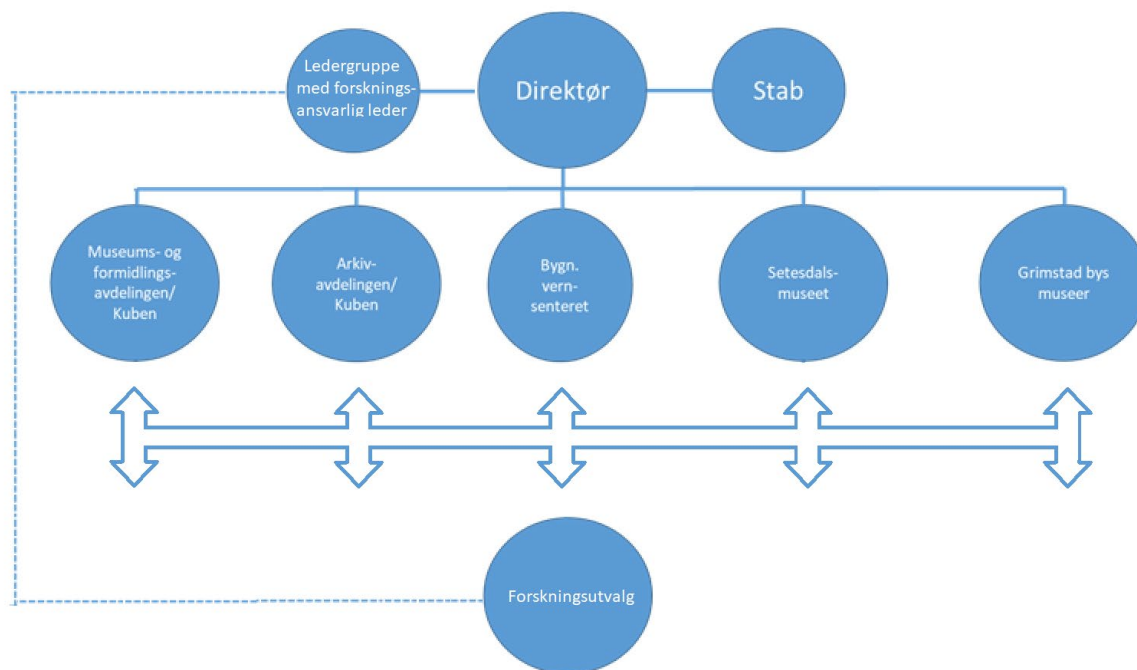 Ledergruppe
med forsknings-
ansvarlig leder
Direktør
Stab
Museums- og
formidlings-
avdelingen/
Kuben
Arkiv-
avdelingen/
Kuben
Bygn.
vern-
senteret
Setesdals-
museet
Grimstad bys
museer
Forskningsutvalg